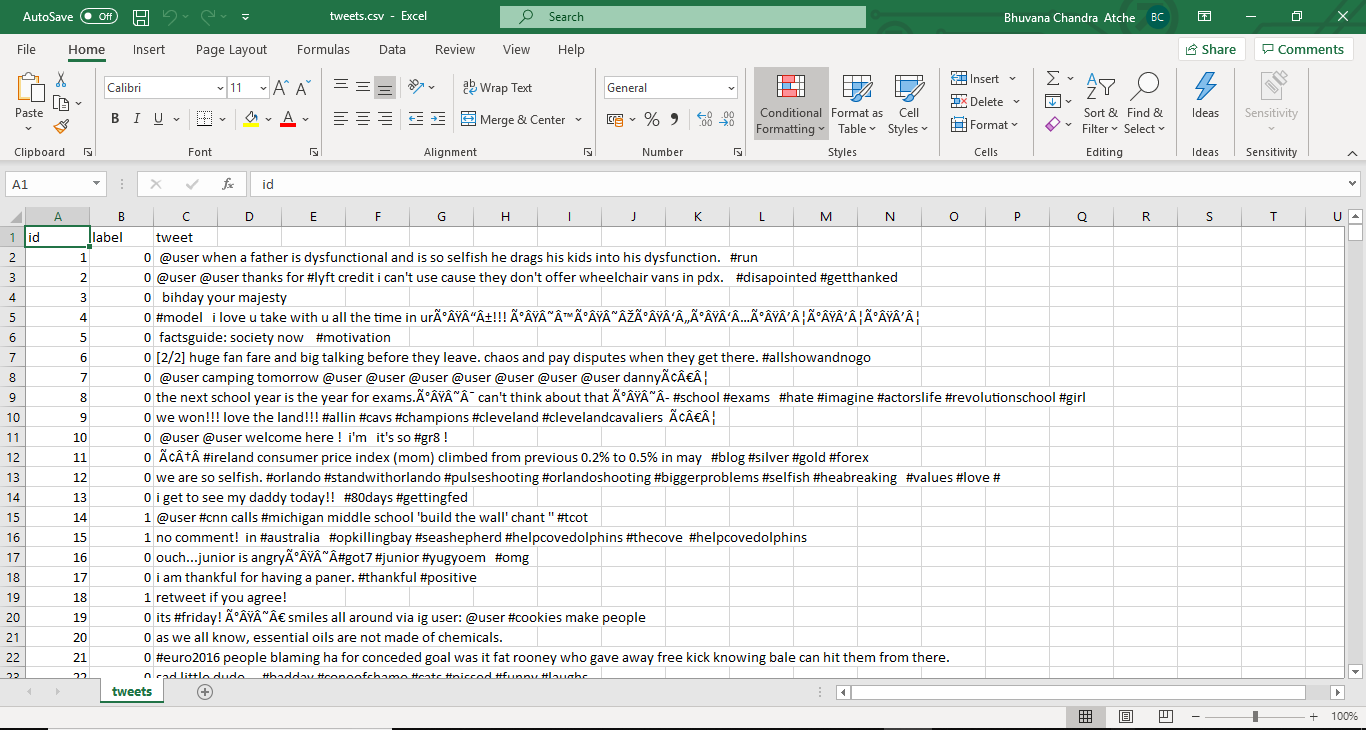 AutoSave Off tweets.csv - Excel Search Bhuvana Chandra Atche BC
File Home Insert Page Layout Formulas Data Review View Help Share Comments
Calibri 11 Wrap Text General Insert
Paste Conditional Format as Cell Delete Sort & Find & Ideas Sensitivity
Merge & Center Formatting Table Styles Format Filter Select
Clipboard Font Alignment Number Styles Cells Editing Ideas Sensitivity
A1 fx id
A B C D E F G H I J K L M N O P Q R S T U
1 id label tweet
2 1 0 @user when a father is dysfunctional and is so selfish he drags his kids into his dysfunction. #run
3 2 0 @user @user thanks for #lyft credit i can't use cause they don't offer wheelchair vans in pdx. #disapointed #getthanked
4 3 0 bihday your majesty
5 4 0 #model i love u take with u all the time in urÃ°ÂŸÂ“Â±!!! Ã°ÂŸÂ˜Â™Ã°ÂŸÂ˜ÂŽÃ°ÂŸÂ‘Â„Ã°ÂŸÂ‘Â…Ã°ÂŸÂ’Â¦Ã°ÂŸÂ’Â¦Ã°ÂŸÂ’Â¦
6 5 0 factsguide: society now #motivation
7 6 0 [2/2] huge fan fare and big talking before they leave. chaos and pay disputes when they get there. #allshowandnogo
8 7 0 @user camping tomorrow @user @user @user @user @user @user @user dannyÃ¢Â€Â¦
9 8 0 the next school year is the year for exams.Ã°ÂŸÂ˜Â¯ can't think about that Ã°ÂŸÂ˜Â- #school #exams #hate #imagine #actorslife #revolutionschool #girl
10 9 0 we won!!! love the land!!! #allin #cavs #champions #cleveland #clevelandcavaliers Ã¢Â€Â¦
11 10 0 @user @user welcome here ! i'm it's so #gr8 !
12 11 0 Ã¢Â†Â #ireland consumer price index (mom) climbed from previous 0.2% to 0.5% in may #blog #silver #gold #forex
13 12 0 we are so selfish. #orlando #standwithorlando #pulseshooting #orlandoshooting #biggerproblems #selfish #heabreaking #values #love #
14 13 0 i get to see my daddy today!! #80days #gettingfed
15 14 1 @user #cnn calls #michigan middle school 'build the wall' chant '' #tcot
16 15 1 no comment! in #australia #opkillingbay #seashepherd #helpcovedolphins #thecove #helpcovedolphins
17 16 0 ouch...junior is angryÃ°ÂŸÂ˜Â#got7 #junior #yugyoem #omg
18 17 0 i am thankful for having a paner. #thankful #positive
19 18 1 retweet if you agree!
20 19 0 its #friday! Ã°ÂŸÂ˜Â€ smiles all around via ig user: @user #cookies make people
21 20 0 as we all know, essential oils are not made of chemicals.
22 21 0 #euro2016 people blaming ha for conceded goal was it fat rooney who gave away free kick knowing bale can hit them from there.
23 22 0 sad little dude.. #badday #coneofshame #cats #pissed #funny #laughs
tweets
100%